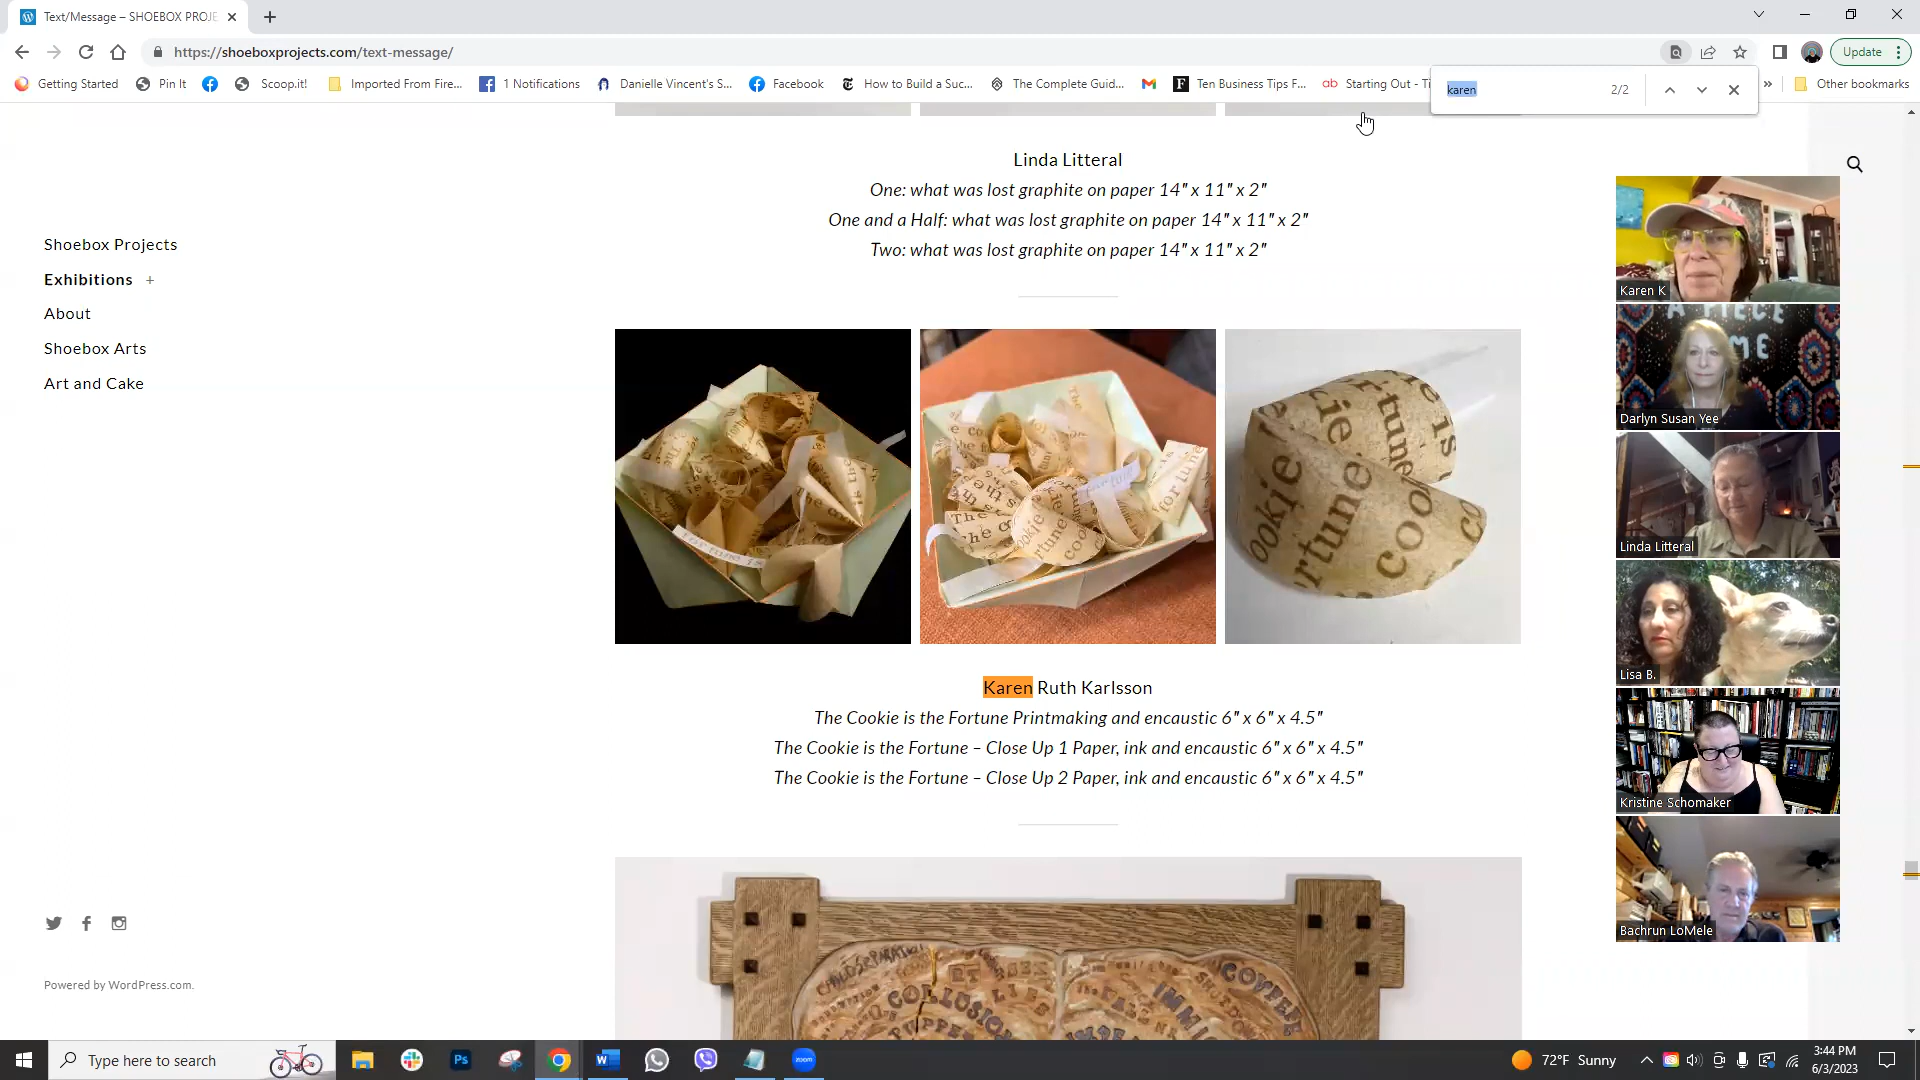 Text/Message – SHOEBOX PROJE
https://shoeboxprojects.com/text-message/
Update
Getting Started
Pin It
Scoop.it!
Imported From Fire...
1 Notifications
Danielle Vincent's S...
Facebook
How to Build a Suc...
The Complete Guid...
Ten Business Tips F...
ab
Starting Out - Ti
Other bookmarks
karen
2/2
Shoebox Projects
Exhibitions +
About
Shoebox Arts
Art and Cake
Powered by WordPress.com.
Linda Litteral
One: what was lost graphite on paper 14″ x 11″ x 2″
One and a Half: what was lost graphite on paper 14″ x 11″ x 2″
Two: what was lost graphite on paper 14″ x 11″ x 2″
Karen Ruth Karlsson
The Cookie is the Fortune Printmaking and encaustic 6″ x 6″ x 4.5″
The Cookie is the Fortune – Close Up 1 Paper, ink and encaustic 6″ x 6″ x 4.5″
The Cookie is the Fortune – Close Up 2 Paper, ink and encaustic 6″ x 6″ x 4.5″
Karen K
A PIECE
ME
Darlyn Susan Yee
Linda Litteral
Lisa B.
Kristine Schomaker
Bachrun LoMele
Type here to search
72°F Sunny
3:44 PM
6/3/2023